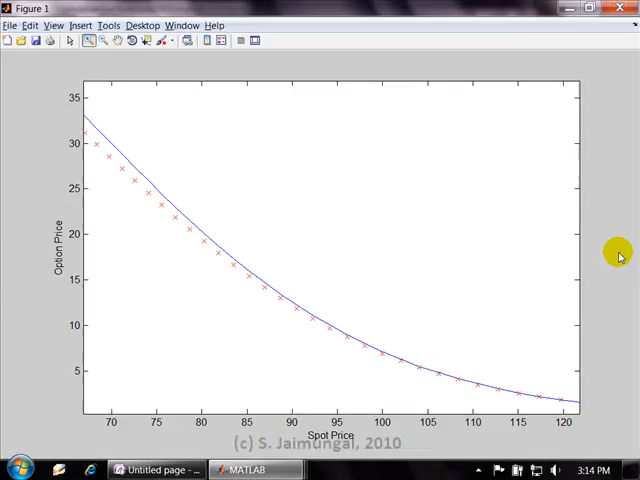 Figure 1
File Edit View Insert Tools Desktop Window Help
35
30
25
20
15
10
5
Option Price
70 75 80 85 90 95 100 105 110 115 120
Spot Price
(c) S. Jaimungal, 2010
Untitled page - ...
MATLAB
3:14 PM